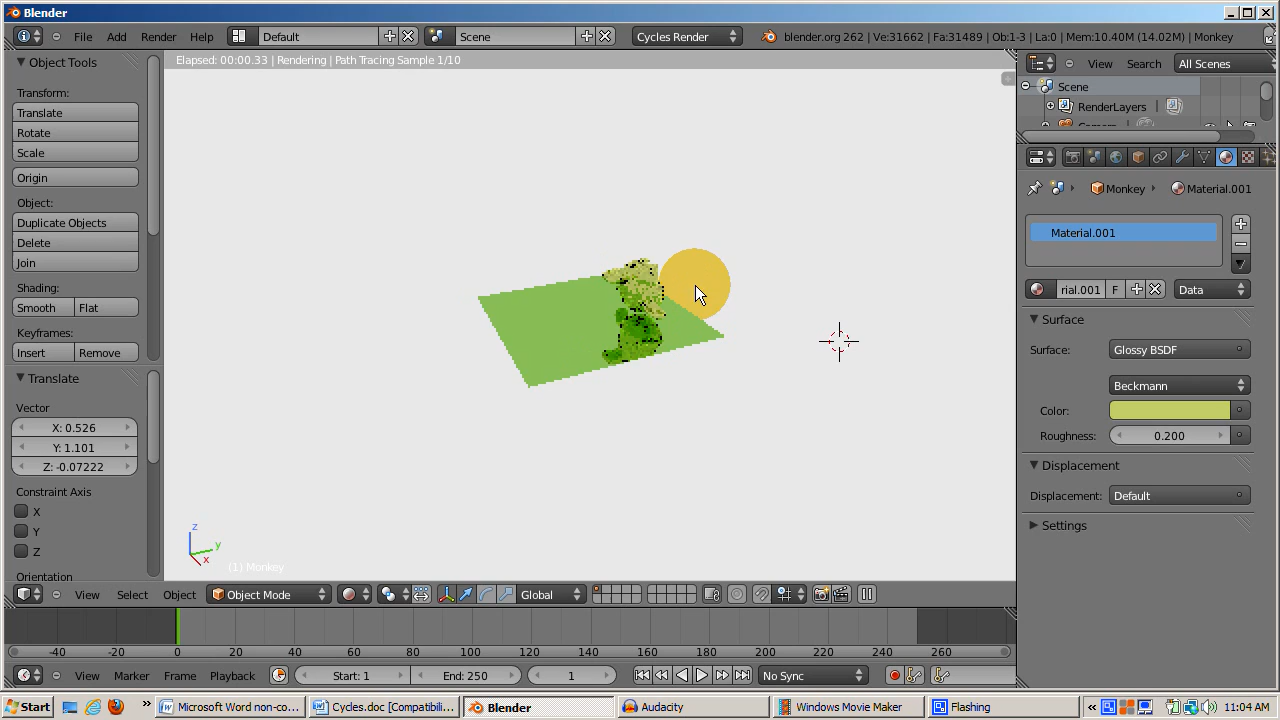 Blender
File Add Render Help Default Scene Cycles Render blender.org 262 | Ve:31662 | Fa:31489 | Ob:1-3 | La:0 | Mem:10.40M (14.02M) | Monkey
Object Tools
Transform:
Translate
Rotate
Scale
Origin
Object:
Duplicate Objects
Delete
Join
Shading:
Smooth Flat
Keyframes:
Insert Remove
Translate
Vector
X: 0.526
Y: 1.101
Z: -0.07222
Constraint Axis
X
Y
Z
Orientation
Elapsed: 00:00.33 | Rendering | Path Tracing Sample 1/10
z
y
x
(1) Monkey
View Search All Scenes
Scene
RenderLayers
Monkey Material.001
Material.001
rial.001 F Data
Surface
Surface: Glossy BSDF
Beckmann
Color:
Roughness: 0.200
Displacement
Displacement: Default
Settings
View Select Object Object Mode Global
-40 -20 0 20 40 60 80 100 120 140 160 180 200 220 240 260
View Marker Frame Playback Start: 1 End: 250 1 No Sync
Start Microsoft Word non-co... Cycles.doc [Compatibili... Blender Audacity Windows Movie Maker Flashing 11:04 AM